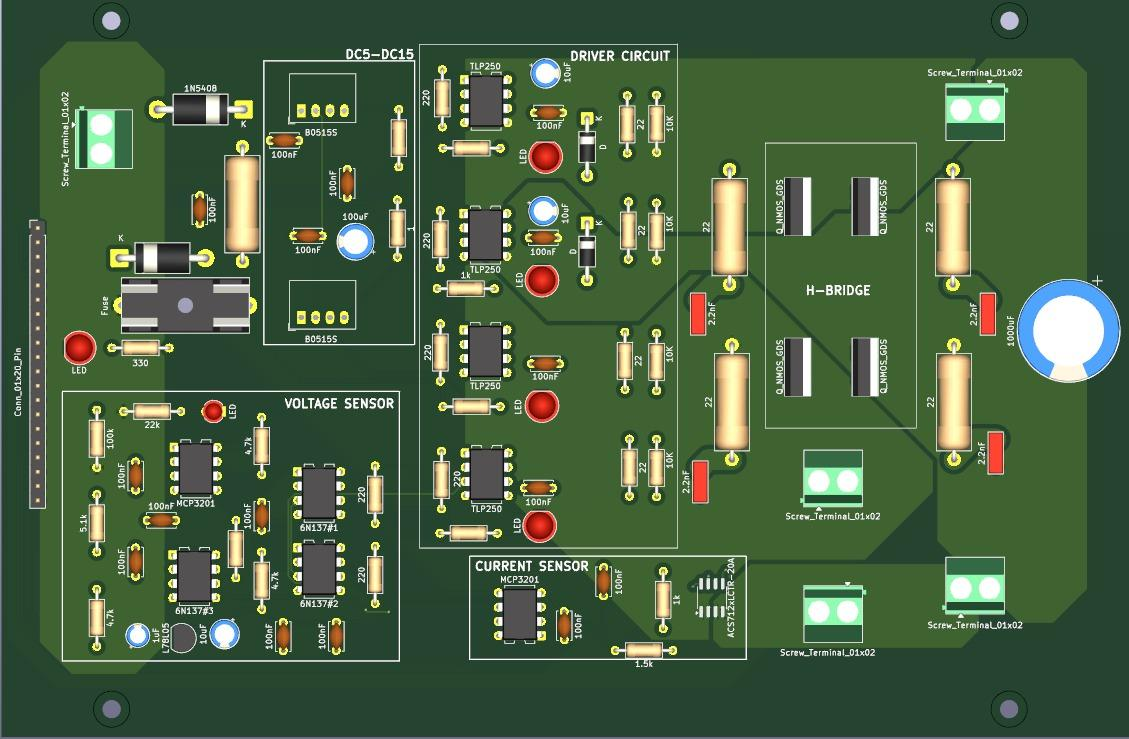 DC5-DC15
DRIVER CIRCUIT
Screw_Terminal_01x02
1N5408
K
B0515S
100nF
100nF
100nF
100nF
100uF
1
B0515S
Screw_Terminal_01x02
K
Fuse
LED
330
Conn_01x20_Pin
TLP250
220
10uF
100nF
LED
K
D
22
10K
TLP250
220
10uF
100nF
K
D
22
10K
1k
LED
TLP250
220
100nF
22
10K
LED
TLP250
220
100nF
22
10K
LED
H-BRIDGE
Q_NMOS_GDS
Q_NMOS_GDS
Q_NMOS_GDS
Q_NMOS_GDS
22
22
22
22
2.2nF
2.2nF
2.2nF
2.2nF
1000uF
+
Screw_Terminal_01x02
Screw_Terminal_01x02
Screw_Terminal_01x02
VOLTAGE SENSOR
22k
LED
100k
4.7k
100nF
MCP3201
100nF
100nF
5.1k
6N137#1
220
100nF
4.7k
6N137#2
220
6N137#3
4.7k
1uF
L78L05
10uF
100nF
100nF
CURRENT SENSOR
MCP3201
100nF
100nF
1k
ACS712xLCTR-20A
1.5k